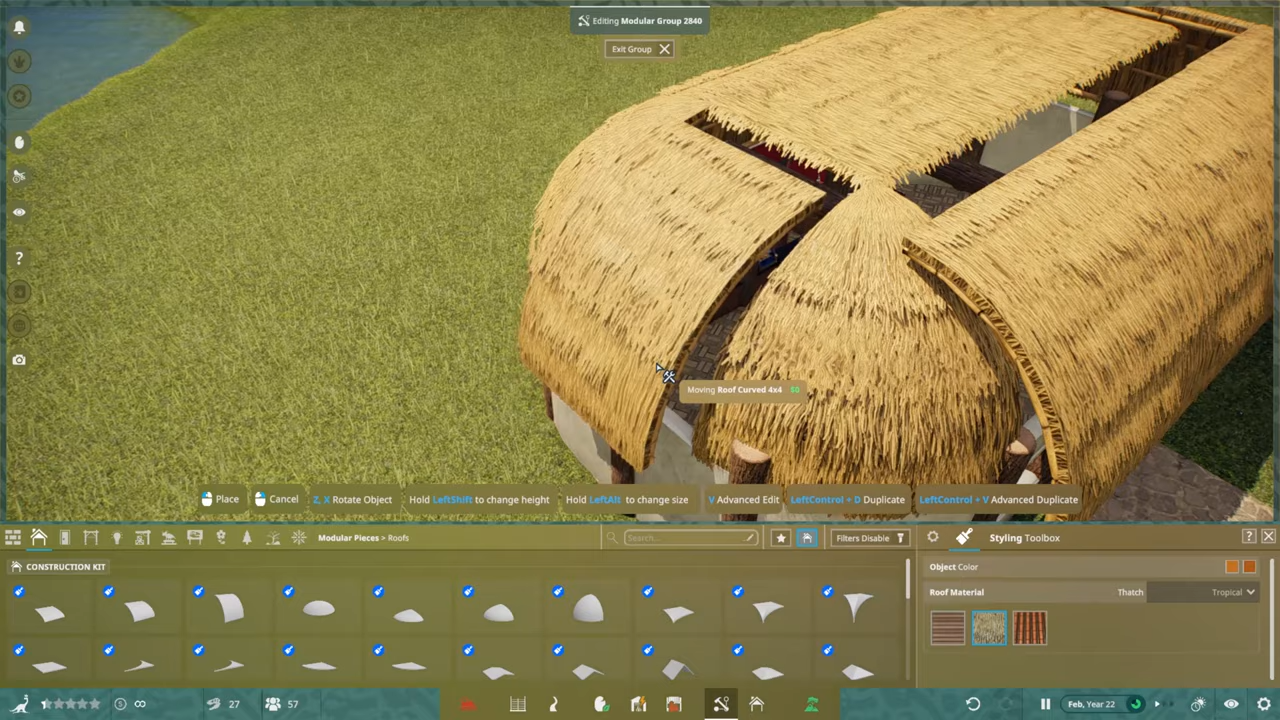 Editing Modular Group 2840
Exit Group
Moving Roof Curved 4x4 $0
Place
Cancel
Z, X Rotate Object
Hold LeftShift to change height
Hold LeftAlt to change size
V Advanced Edit
LeftControl + D Duplicate
LeftControl + V Advanced Duplicate
Modular Pieces > Roofs
Search...
Filters Disable
Styling Toolbox
?
CONSTRUCTION KIT
Object Color
Roof Material Thatch Tropical
27
57
Feb, Year 22